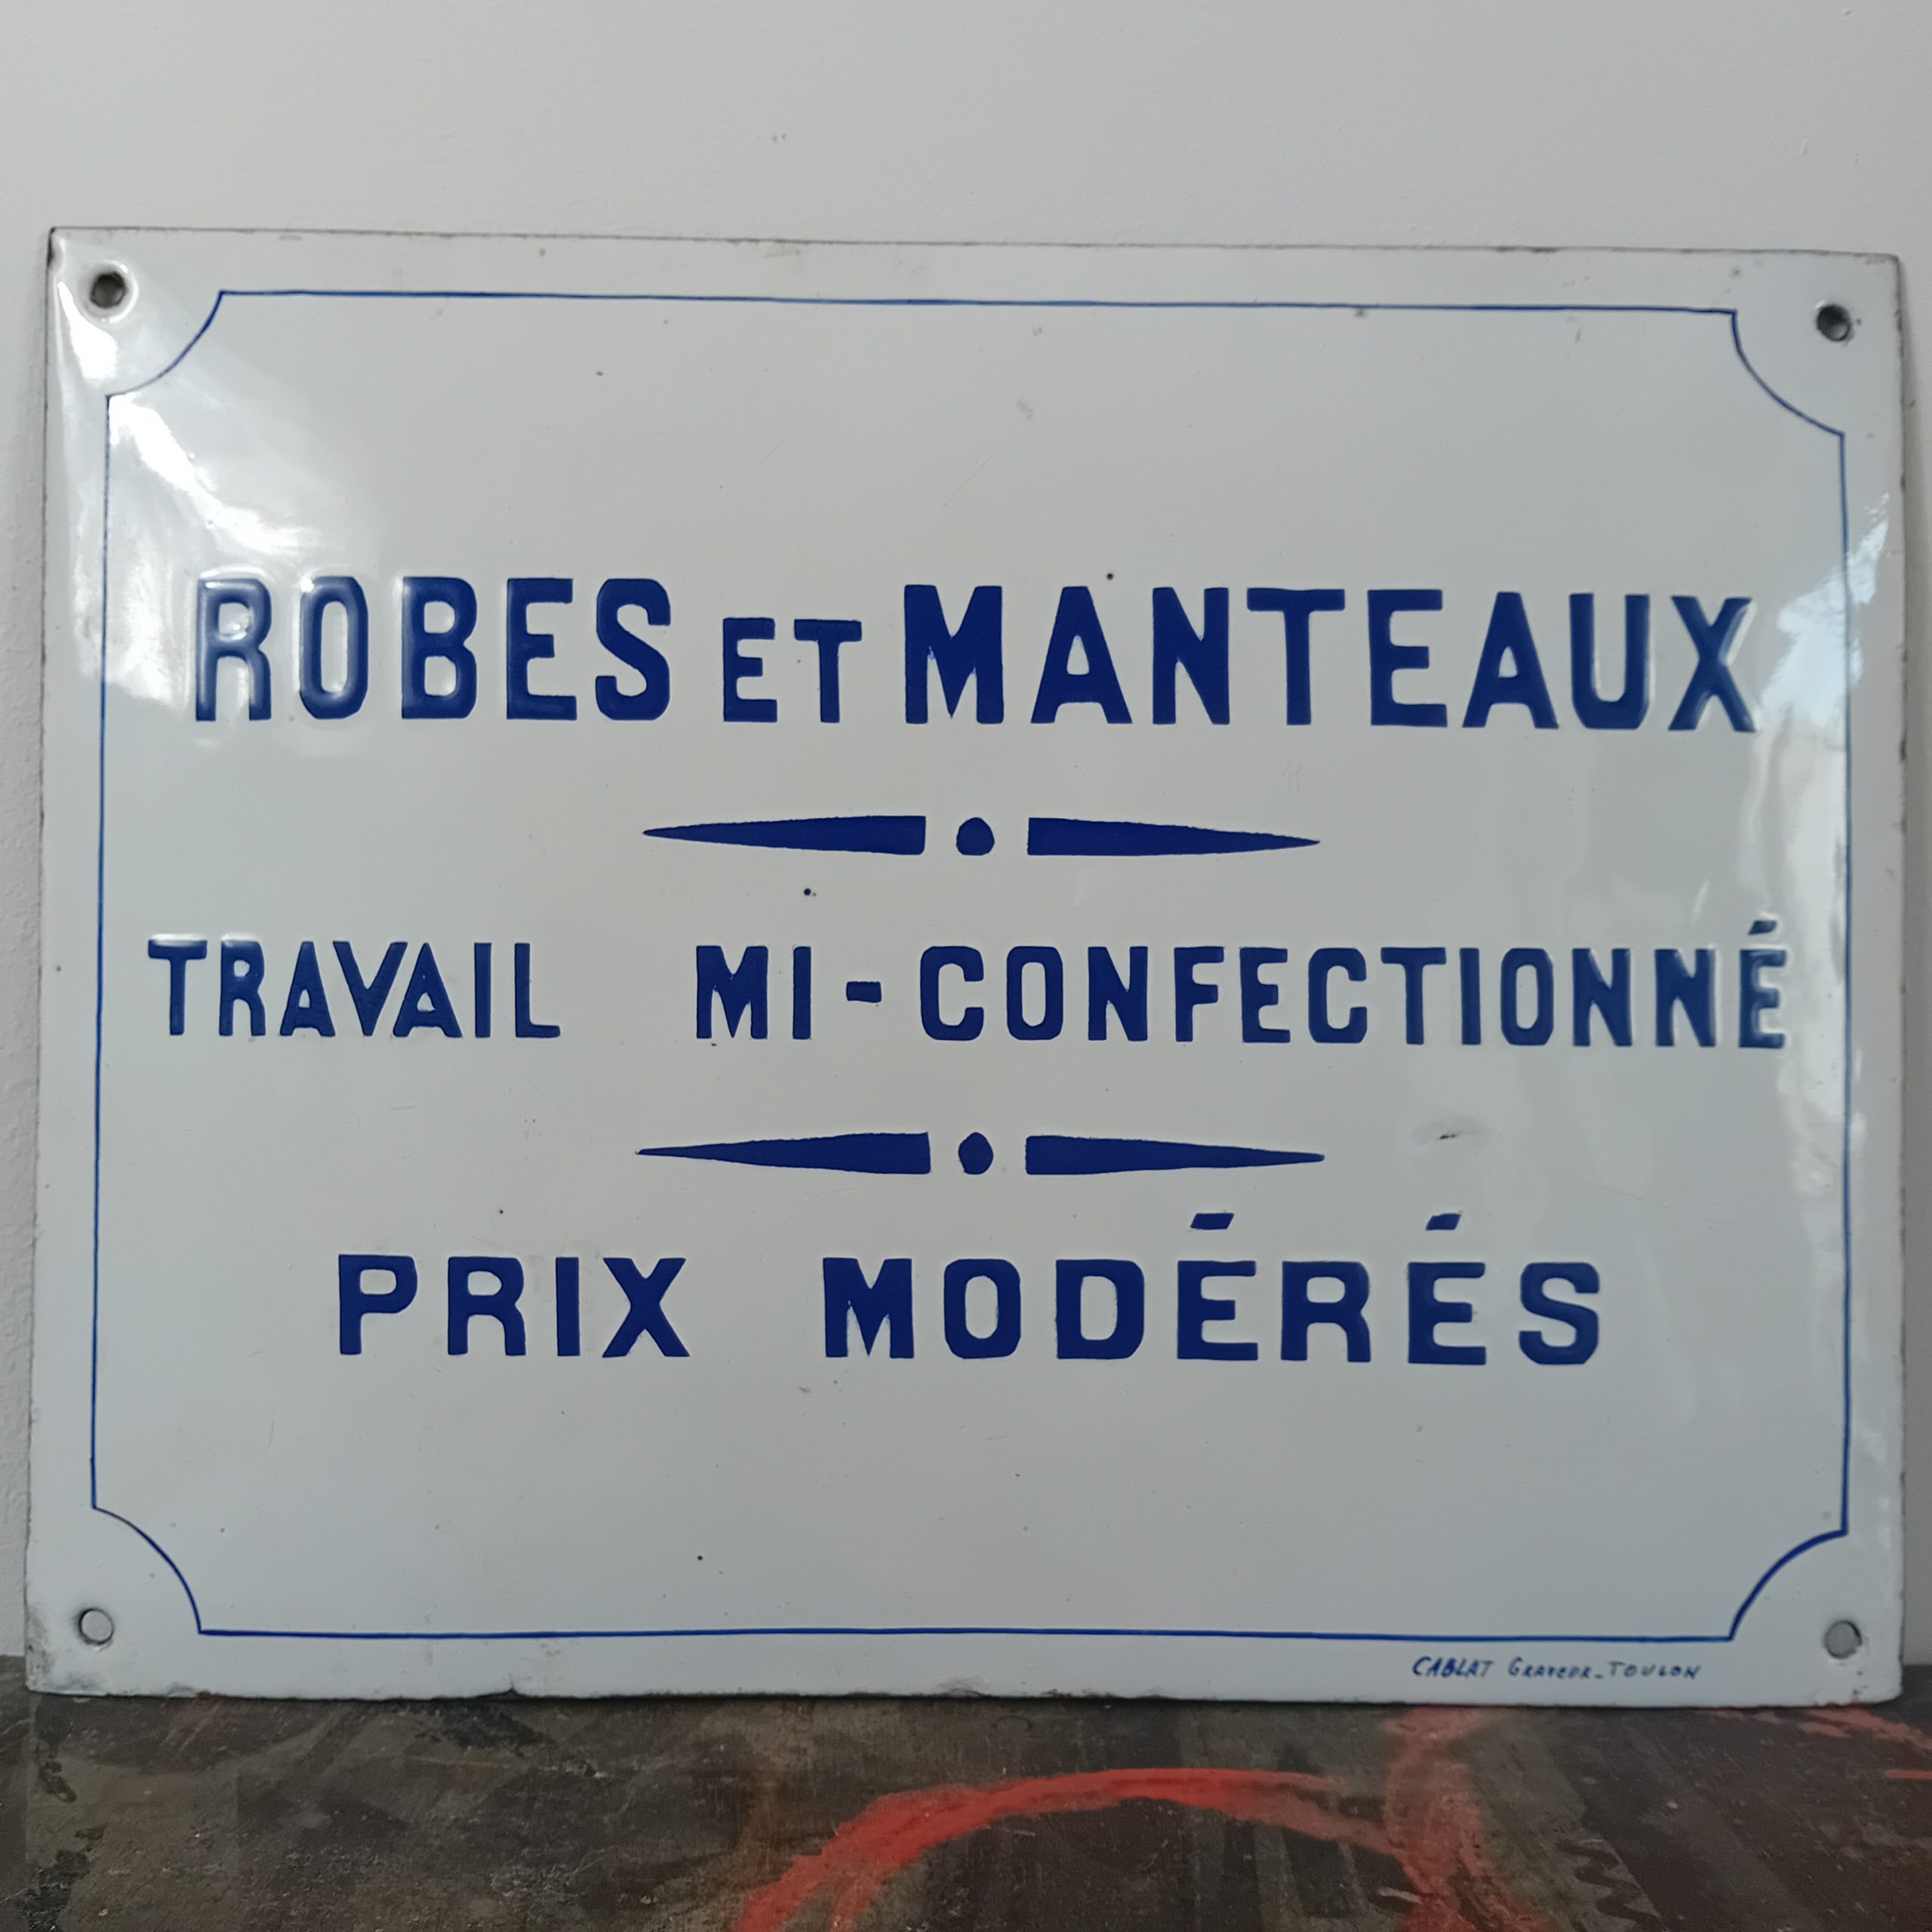 ROBES ET MANTEAUX
TRAVAIL MI-CONFECTIONNÉ
PRIX MODÉRÉS
CABLAT GRAVEUR-TOULON